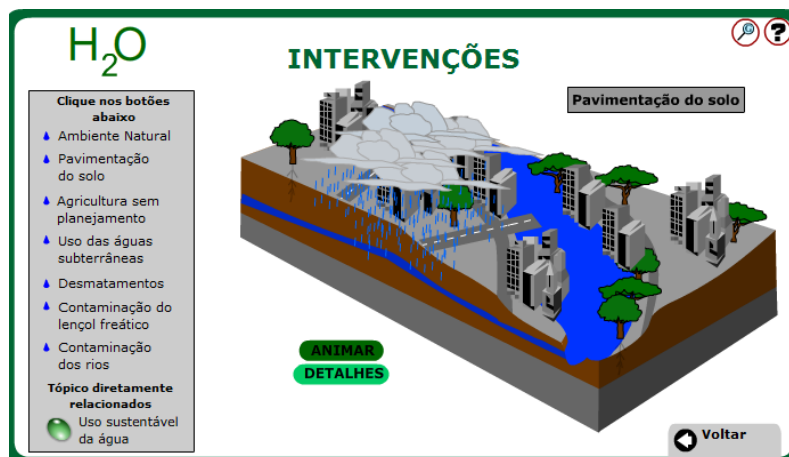 H2O
INTERVENÇÕES
?
Clique nos botões
abaixo
Ambiente Natural
Pavimentação
do solo
Agricultura sem
planejamento
Uso das águas
subterrâneas
Desmatamentos
Contaminação do
lençol freático
Contaminação
dos rios
Tópico diretamente
relacionados
Uso sustentável
da água
Pavimentação do solo
ANIMAR
DETALHES
Voltar